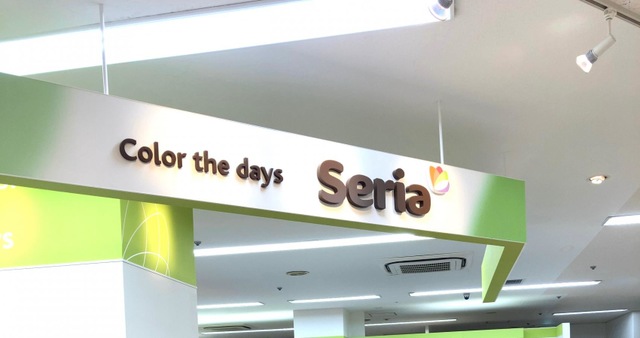 Color the days Seria